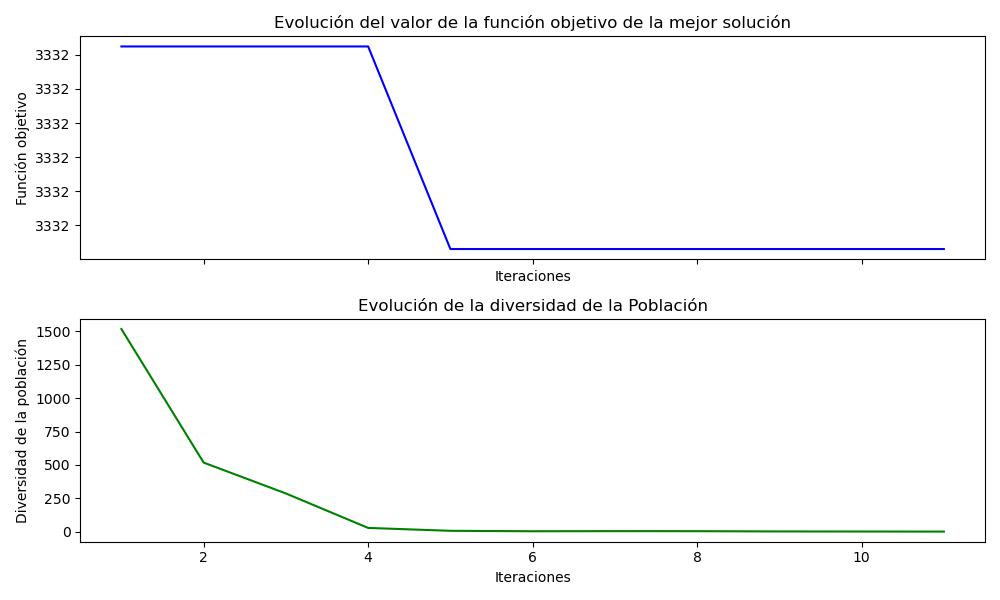 Evolución del valor de la función objetivo de la mejor solución
Función objetivo
3332
3332
3332
3332
3332
3332
Iteraciones
Evolución de la diversidad de la Población
Diversidad de la población
1500
1250
1000
750
500
250
0
2 4 6 8 10
Iteraciones